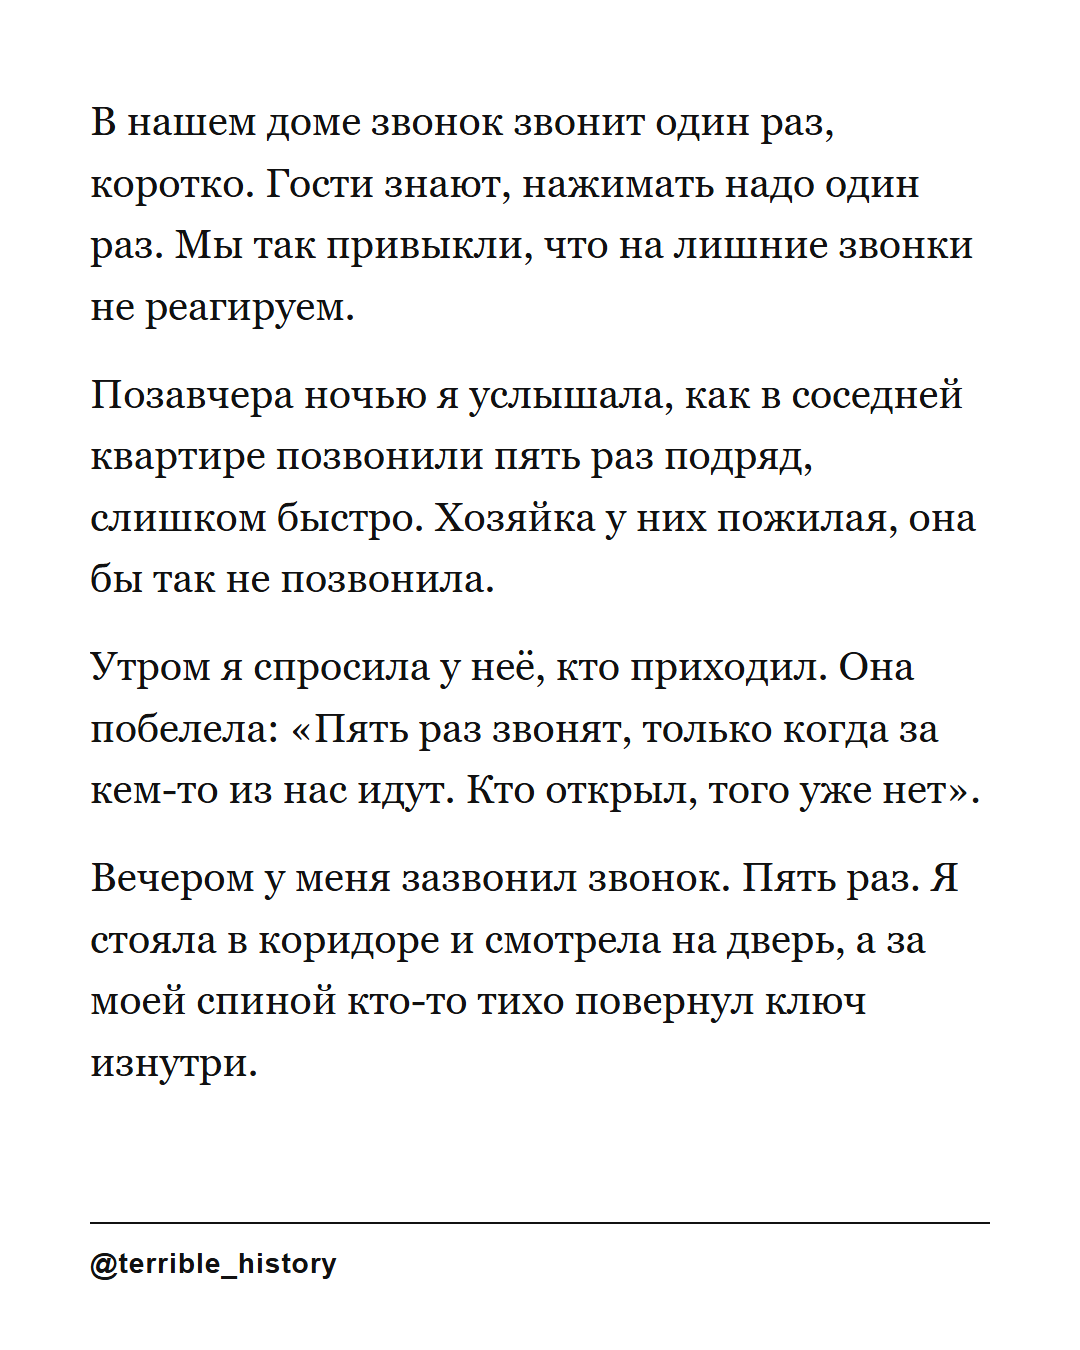 В нашем доме звонок звонит один раз,
коротко. Гости знают, нажимать надо один
раз. Мы так привыкли, что на лишние звонки
не реагируем.
Позавчера ночью я услышала, как в соседней
квартире позвонили пять раз подряд,
слишком быстро. Хозяйка у них пожилая, она
бы так не позвонила.
Утром я спросила у неё, кто приходил. Она
побелела: «Пять раз звонят, только когда за
кем-то из нас идут. Кто открыл, того уже нет».
Вечером у меня зазвонил звонок. Пять раз. Я
стояла в коридоре и смотрела на дверь, а за
моей спиной кто-то тихо повернул ключ
изнутри.
@terrible_history